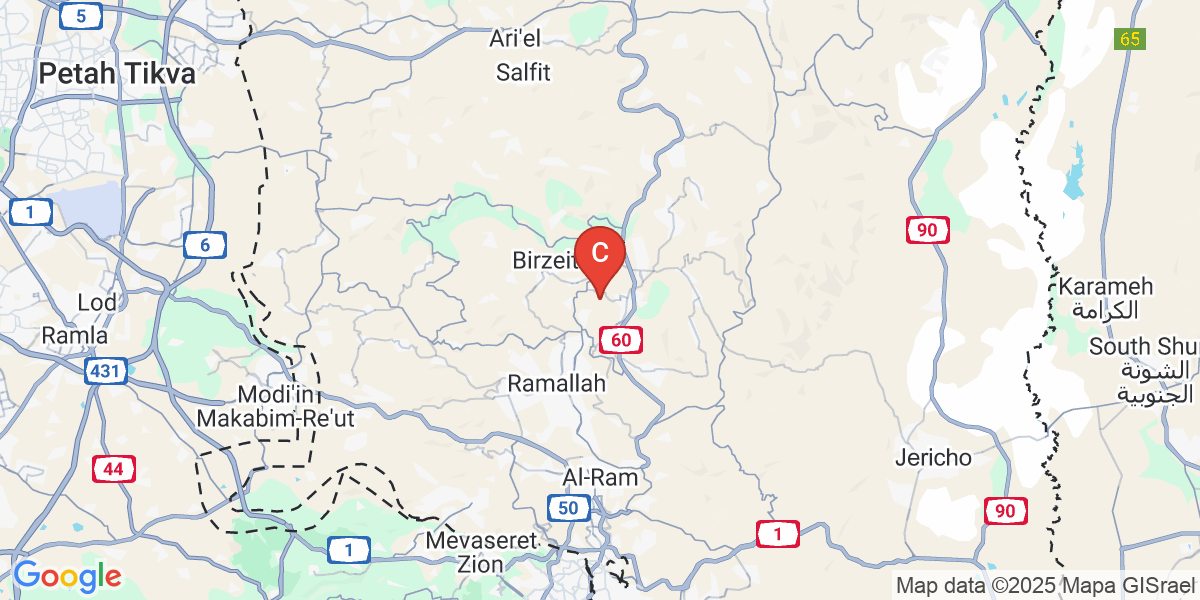 5
Ari'el
65
Petah Tikva
Salfit
1
6
90
Birzeit
C
Karameh
الكرامة
Lod
Ramla
60
South Shu
الشونة
الجنوبية
431
Ramallah
Modi'in
Makabim-Re'ut
Jericho
44
Al-Ram
50
90
1
1
Mevaseret
Zion
Google
Map data ©2025 Mapa GISrael